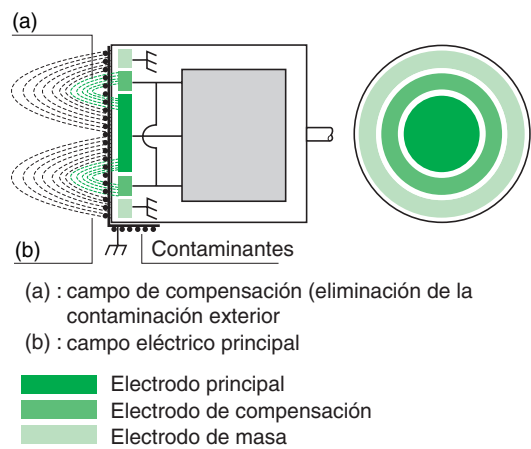 (a)
(b)
Contaminantes
(a) : campo de compensación (eliminación de la
contaminación exterior
(b) : campo eléctrico principal
Electrodo principal
Electrodo de compensación
Electrodo de masa